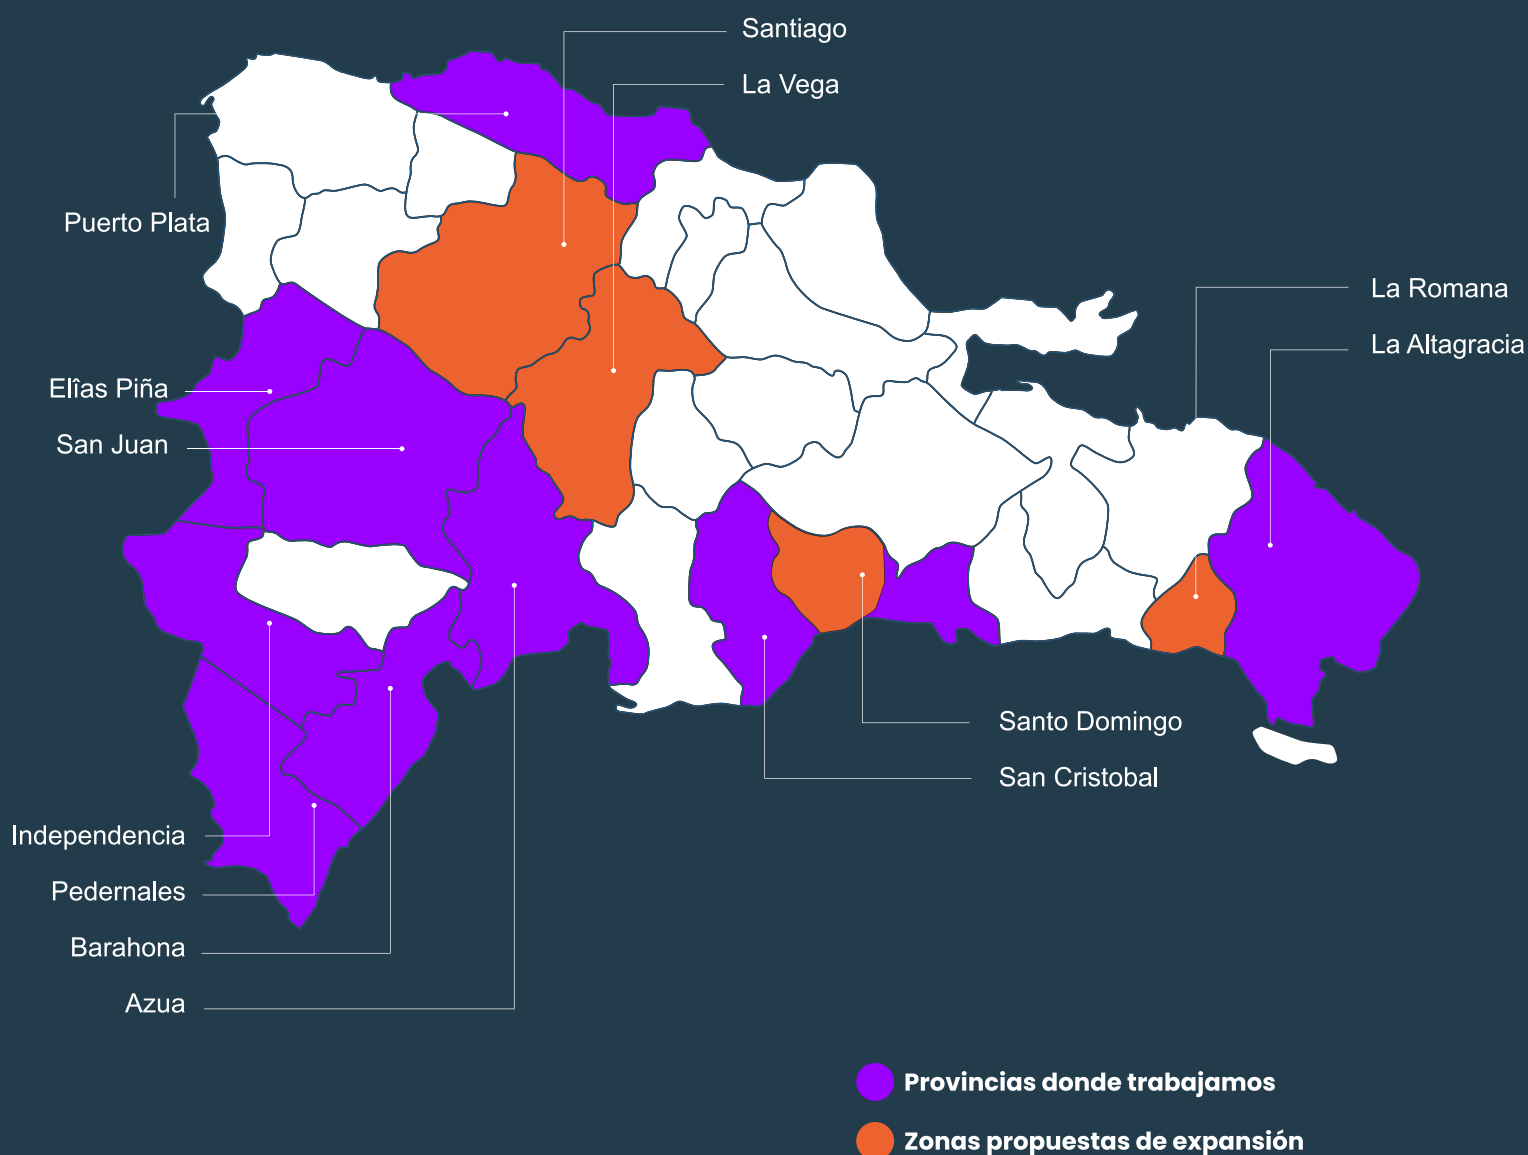 Santiago
La Vega
Puerto Plata
La Romana
La Altagracia
Elîas Piña
San Juan
Santo Domingo
San Cristobal
Independencia
Pedernales
Barahona
Azua
Provincias donde trabajamos
Zonas propuestas de expansión